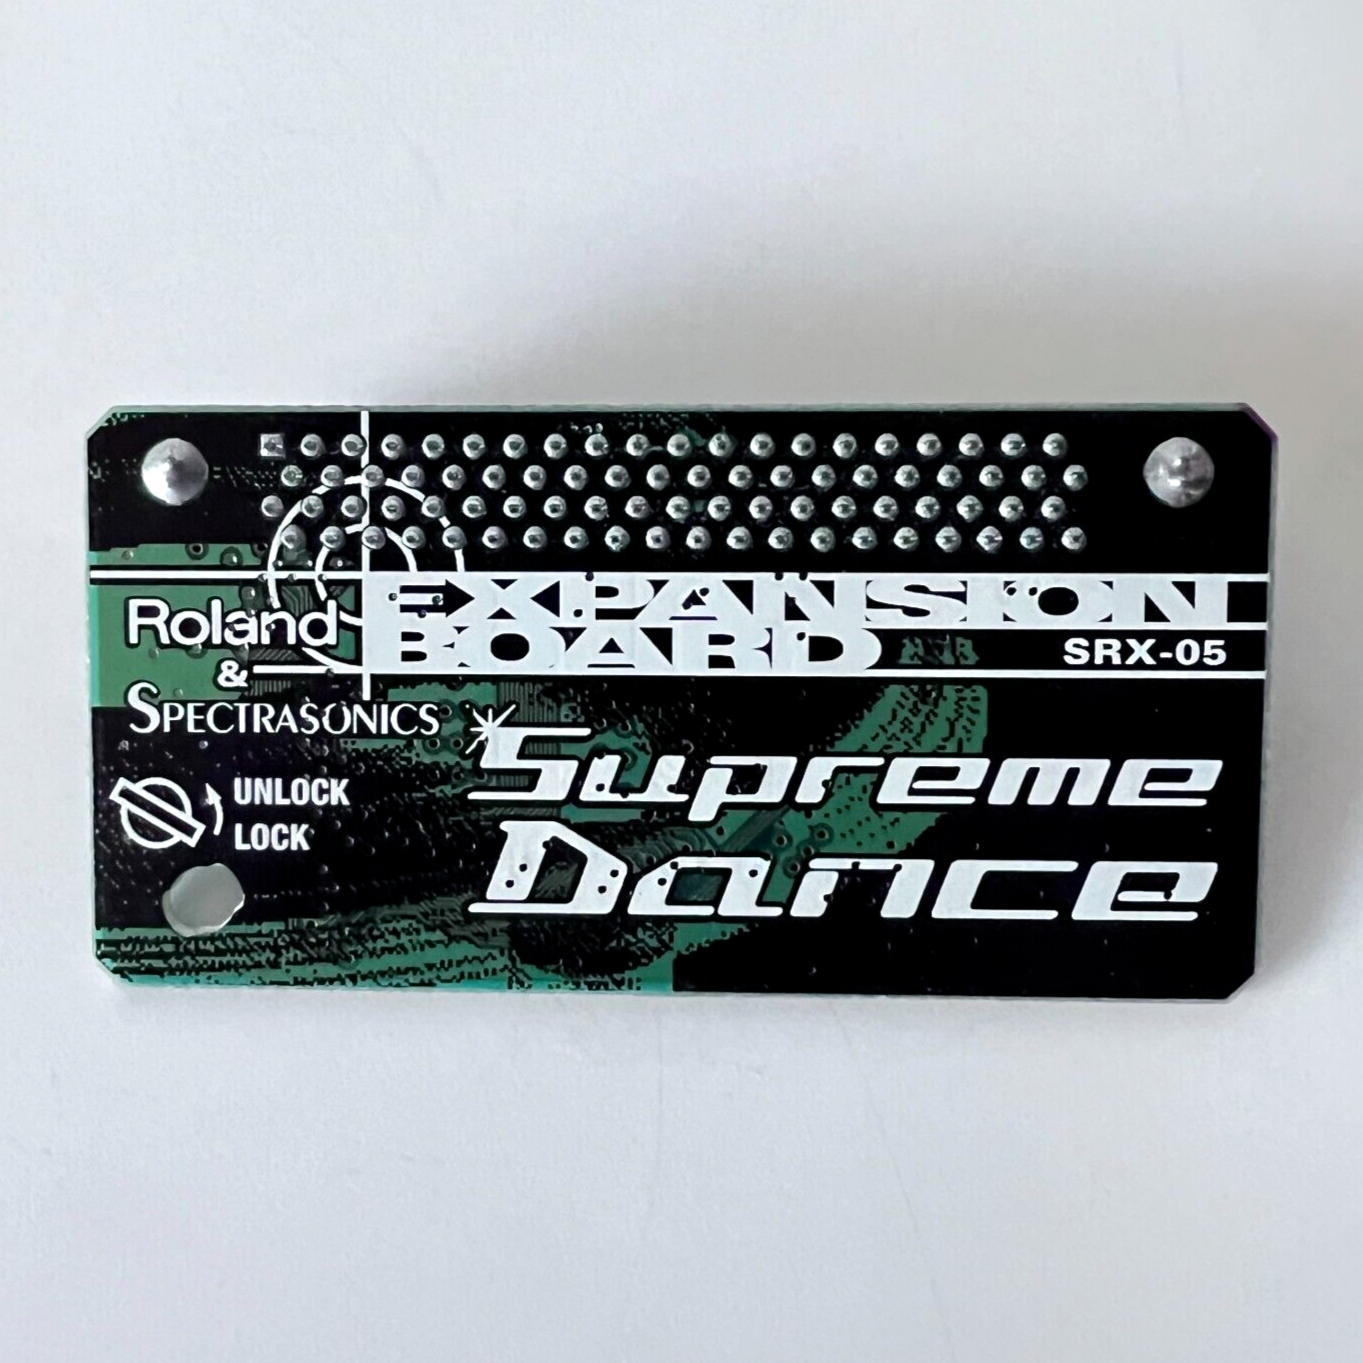 EXPANSION
BOARD
SRX-05
Roland
&
SPECTRASONICS
Supreme
Dance
UNLOCK
LOCK